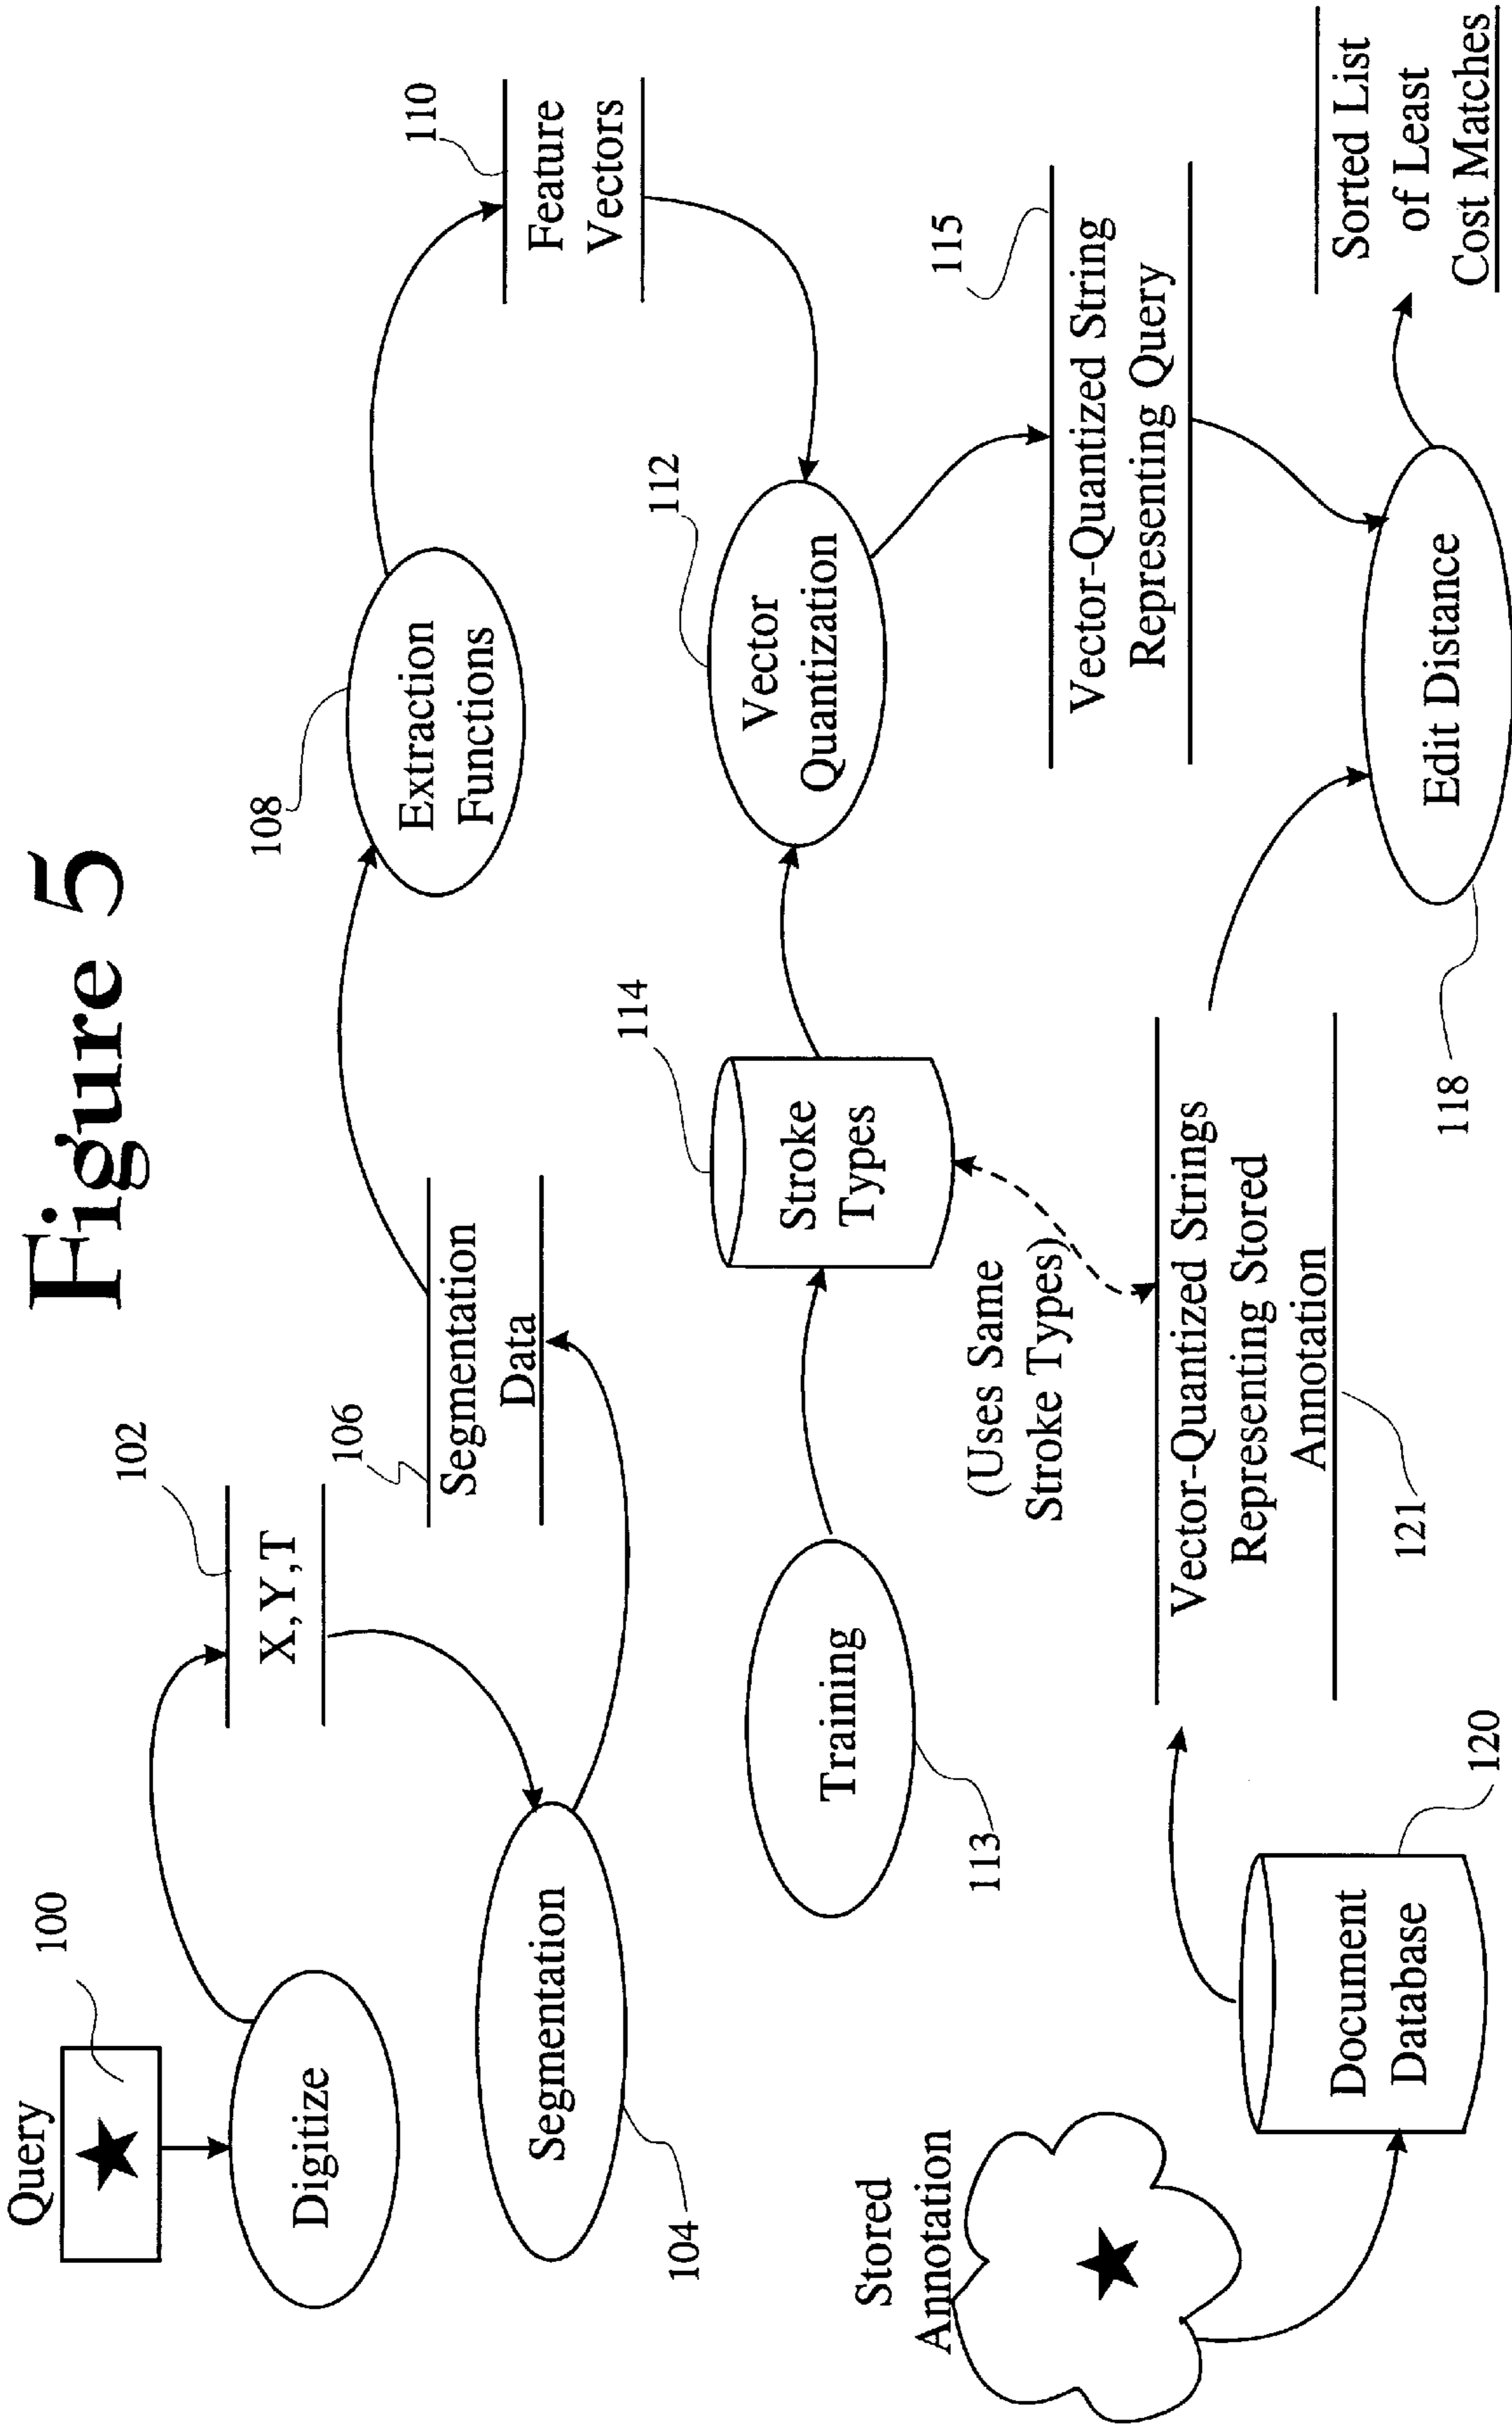 Figure 5
Query
100
Digitize
102
X,Y,T
Segmentation
104
106
Segmentation
Data
108
Extraction
Functions
110
Feature
Vectors
112
Vector
Quantization
Training
113
114
Stroke
Types
(Uses Same
Stroke Types)
115
Vector-Quantized String
Representing Query
Stored
Annotation
Document
Database
120
Vector-Quantized Strings
Representing Stored
Annotation
121
Edit Distance
118
Sorted List
of Least
Cost Matches